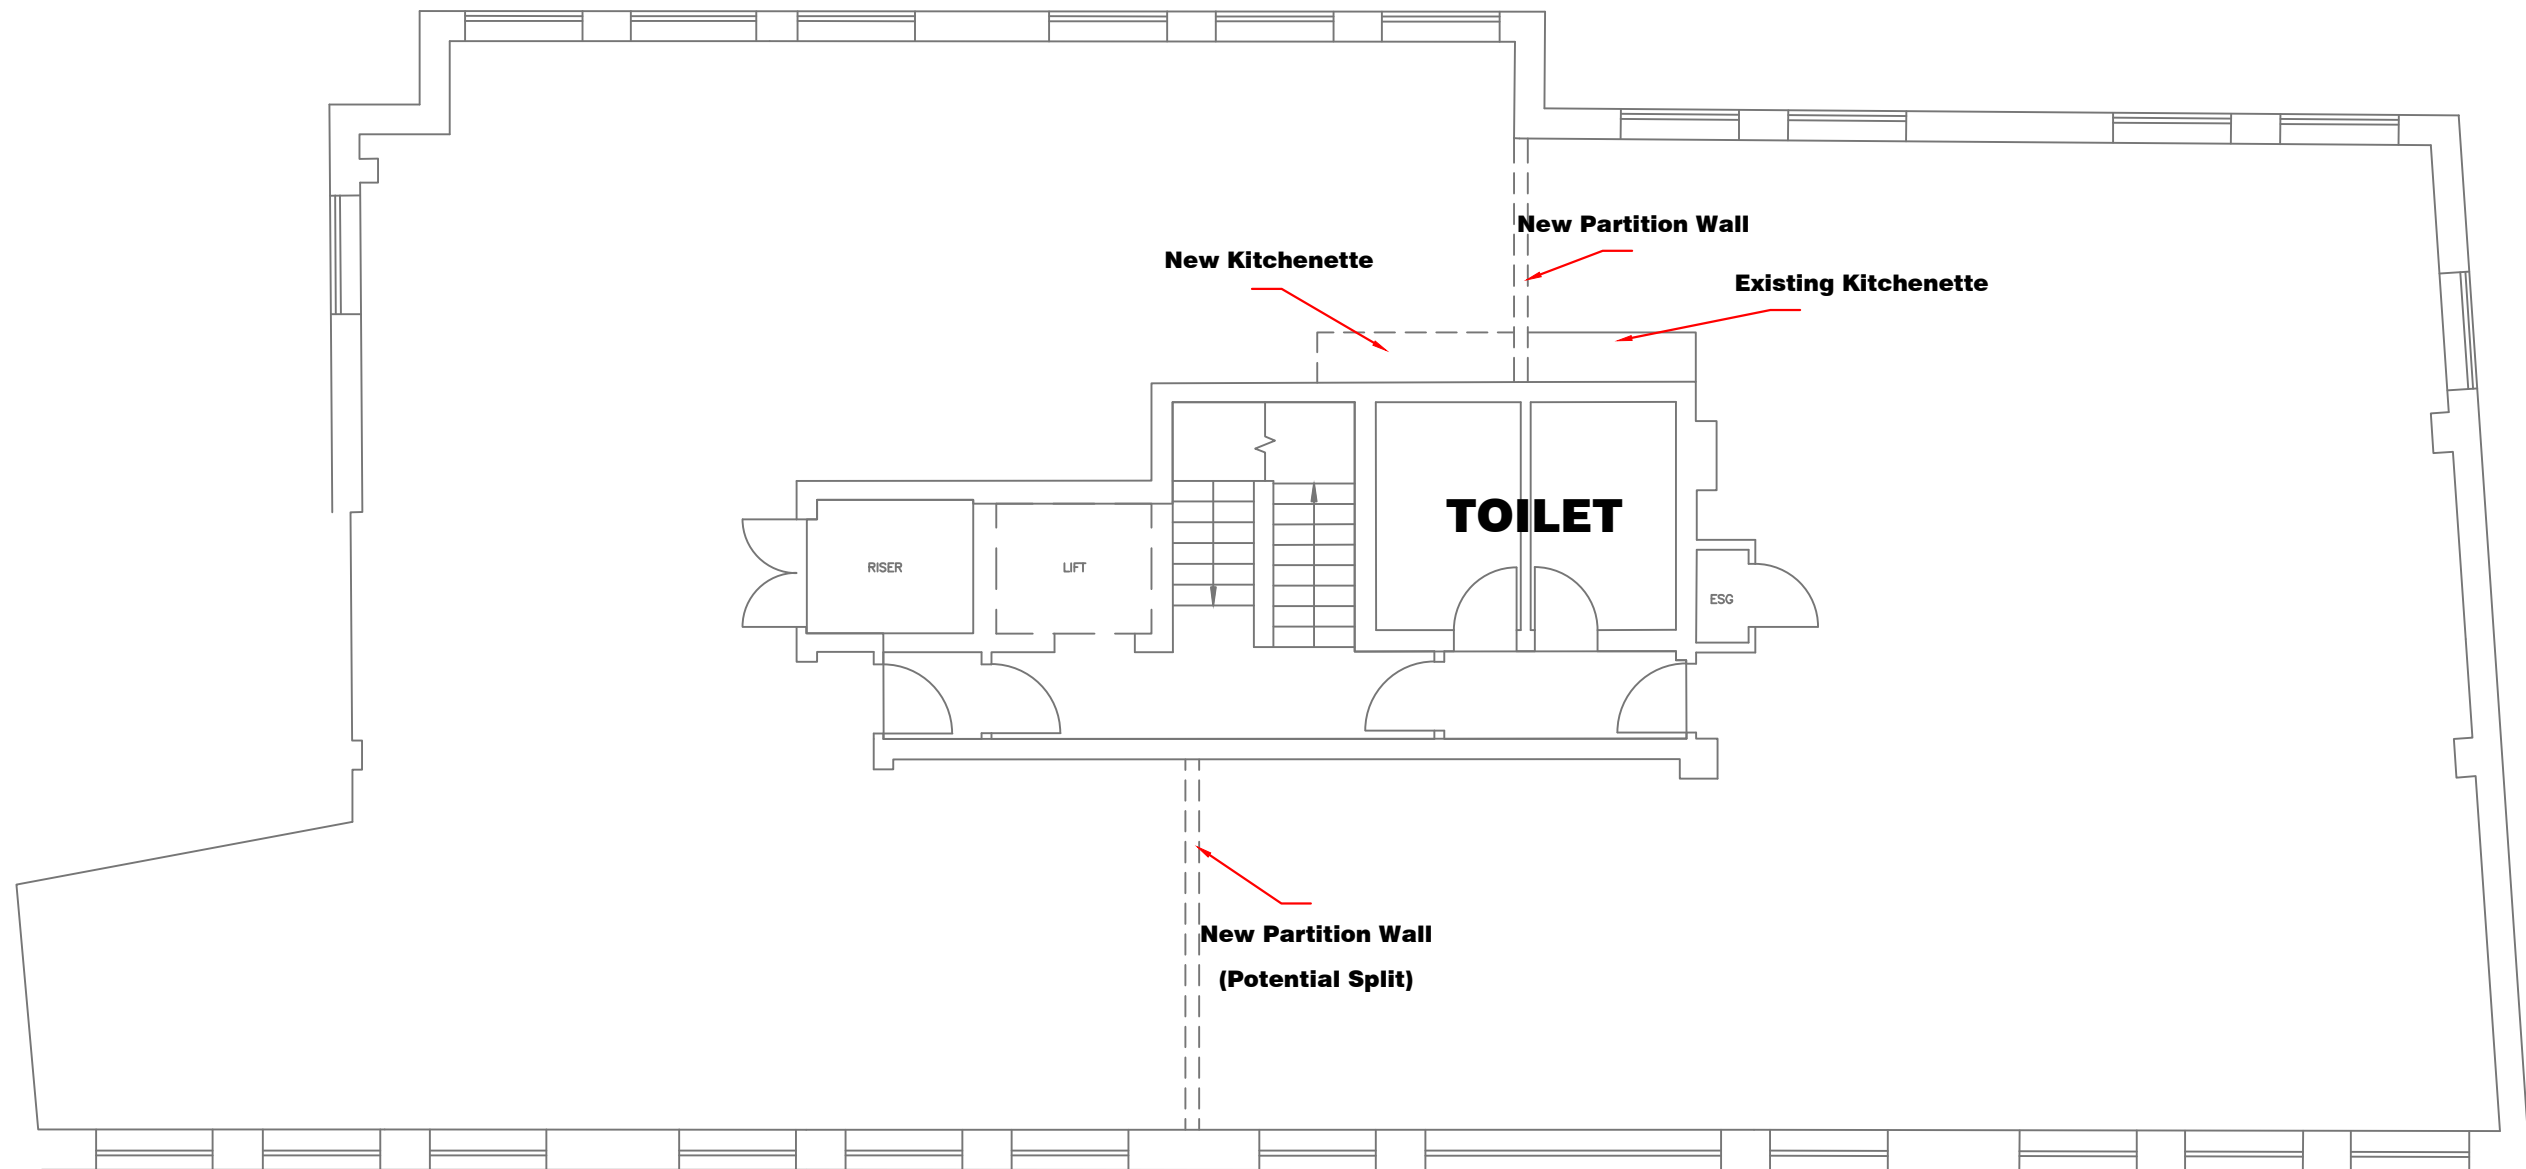 New Partition Wall
New Kitchenette
Existing Kitchenette
TOILET
RISER
LIFT
ESG
New Partition Wall
(Potential Split)